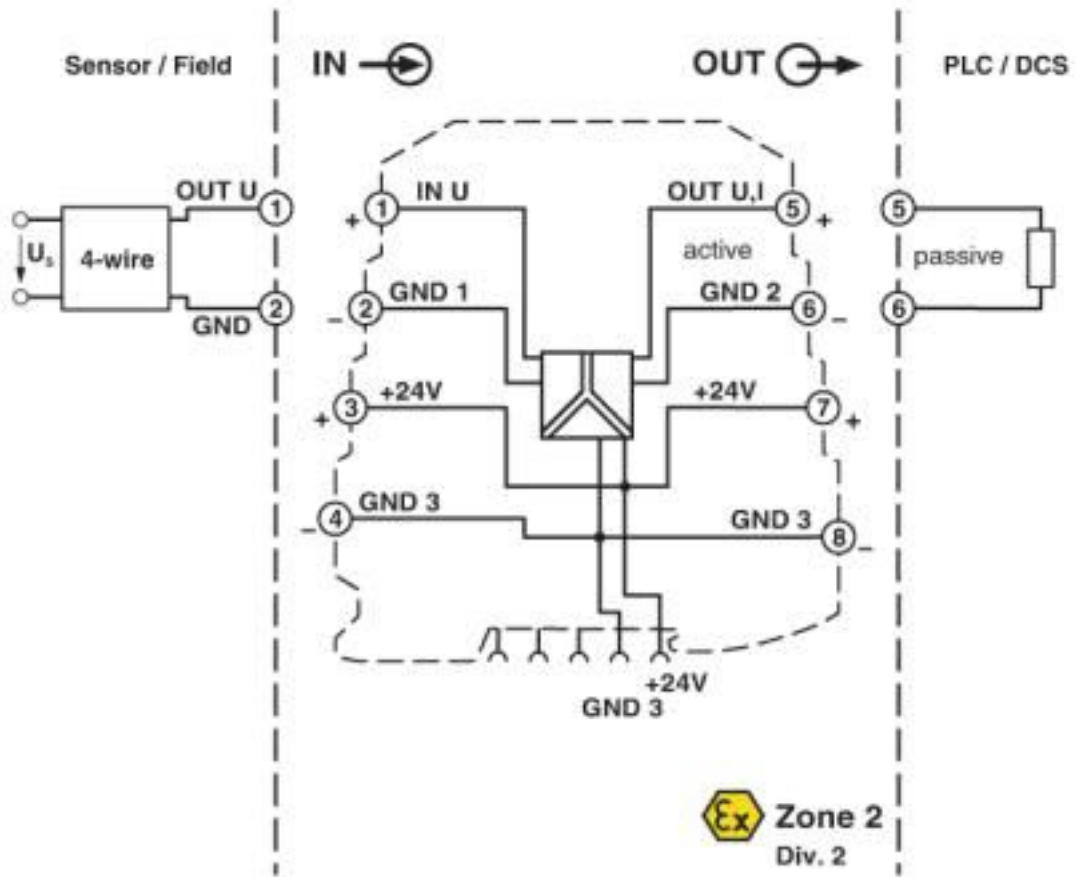 Sensor / Field
IN
OUT
PLC / DCS
OUT U
1
1
IN U
OUT U,I
5
5
+
+
Us
4-wire
active
passive
2
GND
2
GND 1
GND 2
6
6
–
–
3
+24V
+24V
7
+
+
4
GND 3
GND 3
8
–
–
+24V
GND 3
Ex
Zone 2
Div. 2